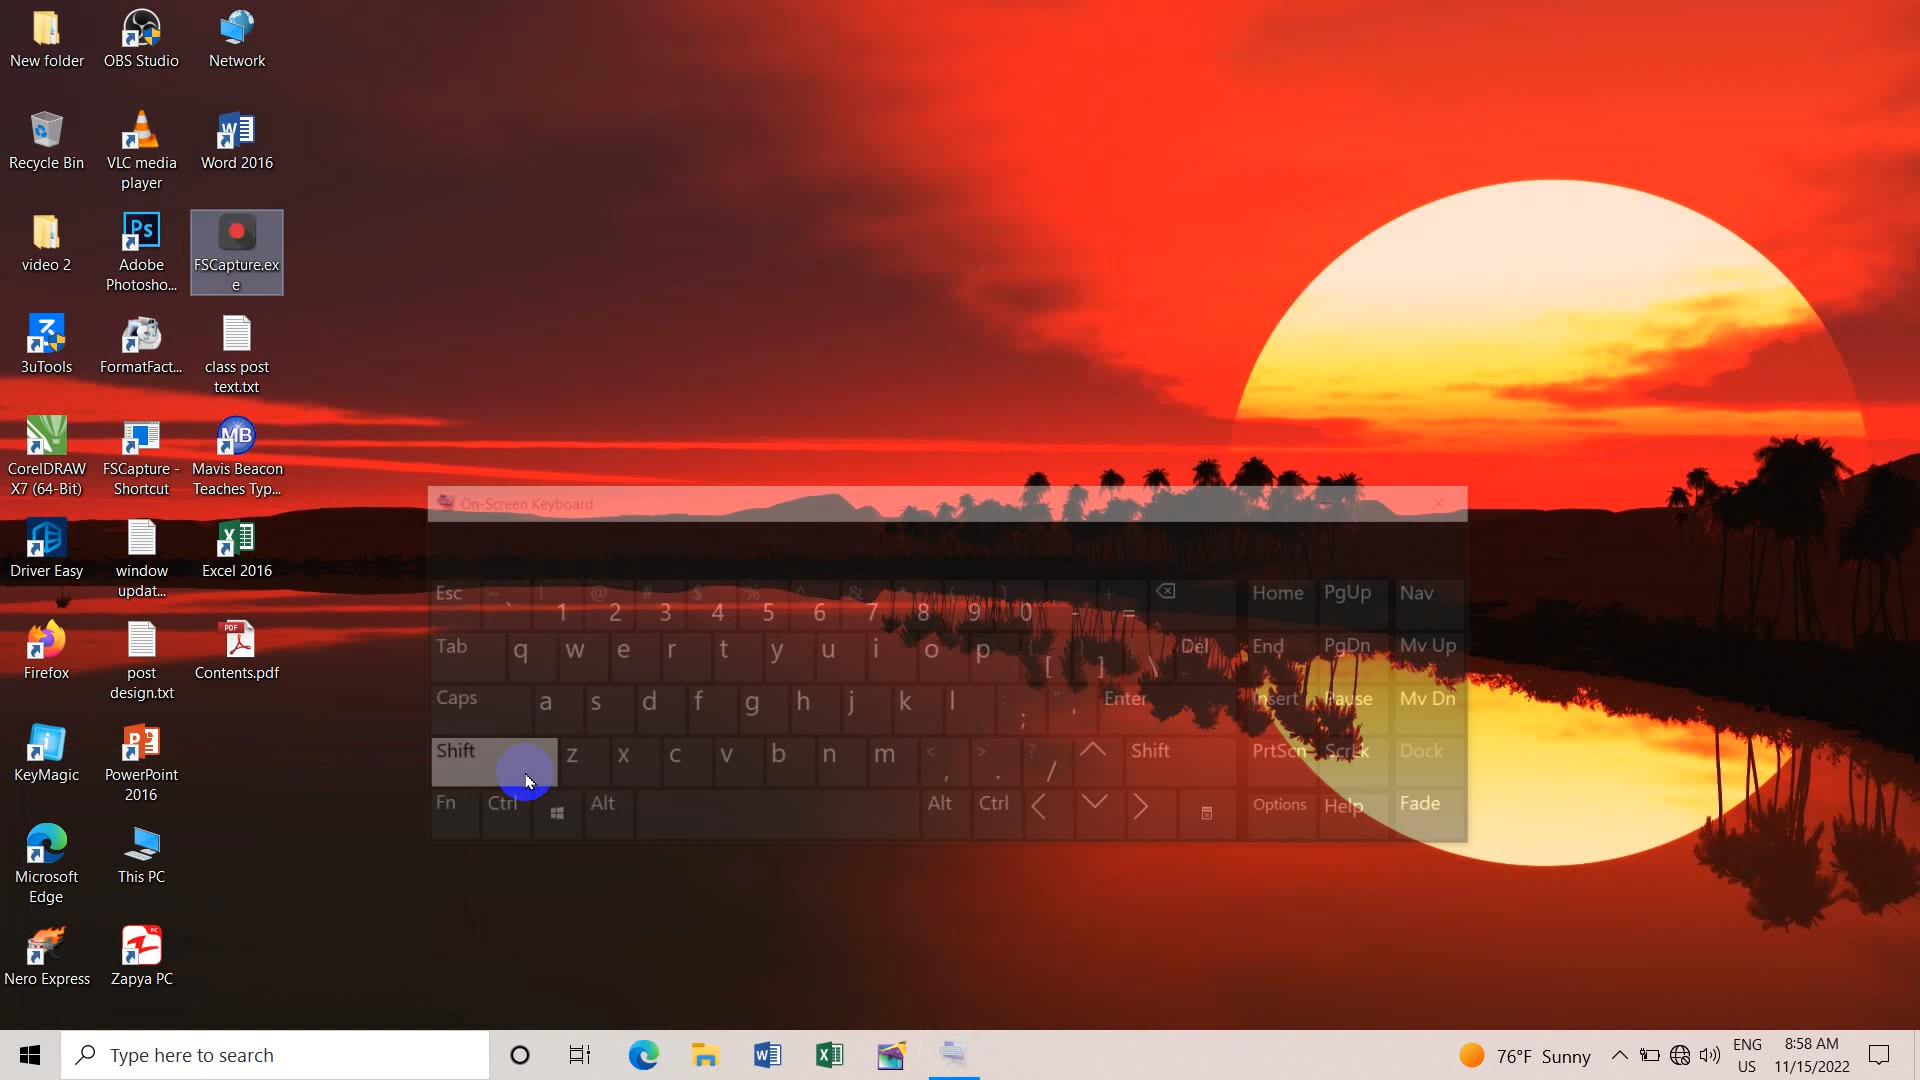 New folder
OBS Studio
Network
Recycle Bin
VLC media
player
Word 2016
video 2
Adobe
Photosho...
FSCapture.ex
e
3uTools
FormatFact...
class post
text.txt
CorelDRAW
X7 (64-Bit)
FSCapture -
Shortcut
Mavis Beacon
Teaches Typ...
Driver Easy
window
updat...
Excel 2016
Firefox
post
design.txt
Contents.pdf
KeyMagic
PowerPoint
2016
Microsoft
Edge
This PC
Nero Express
Zapya PC
On-Screen Keyboard
Esc ~ ` ! 1 @ 2 # 3 $ 4 % 5 ^ 6 & 7 * 8 ( 9 ) 0 - + = Home PgUp Nav
Tab q w e r t y u i o p { [ } ] \ Del End PgDn Mv Up
Caps a s d f g h j k l : ; " ' Enter Insert Pause Mv Dn
Shift z x c v b n m < , > . ? / Shift PrtScn ScrLk Dock
Fn Ctrl Alt Alt Ctrl Options Help Fade
Type here to search
76°F Sunny
ENG
US
8:58 AM
11/15/2022